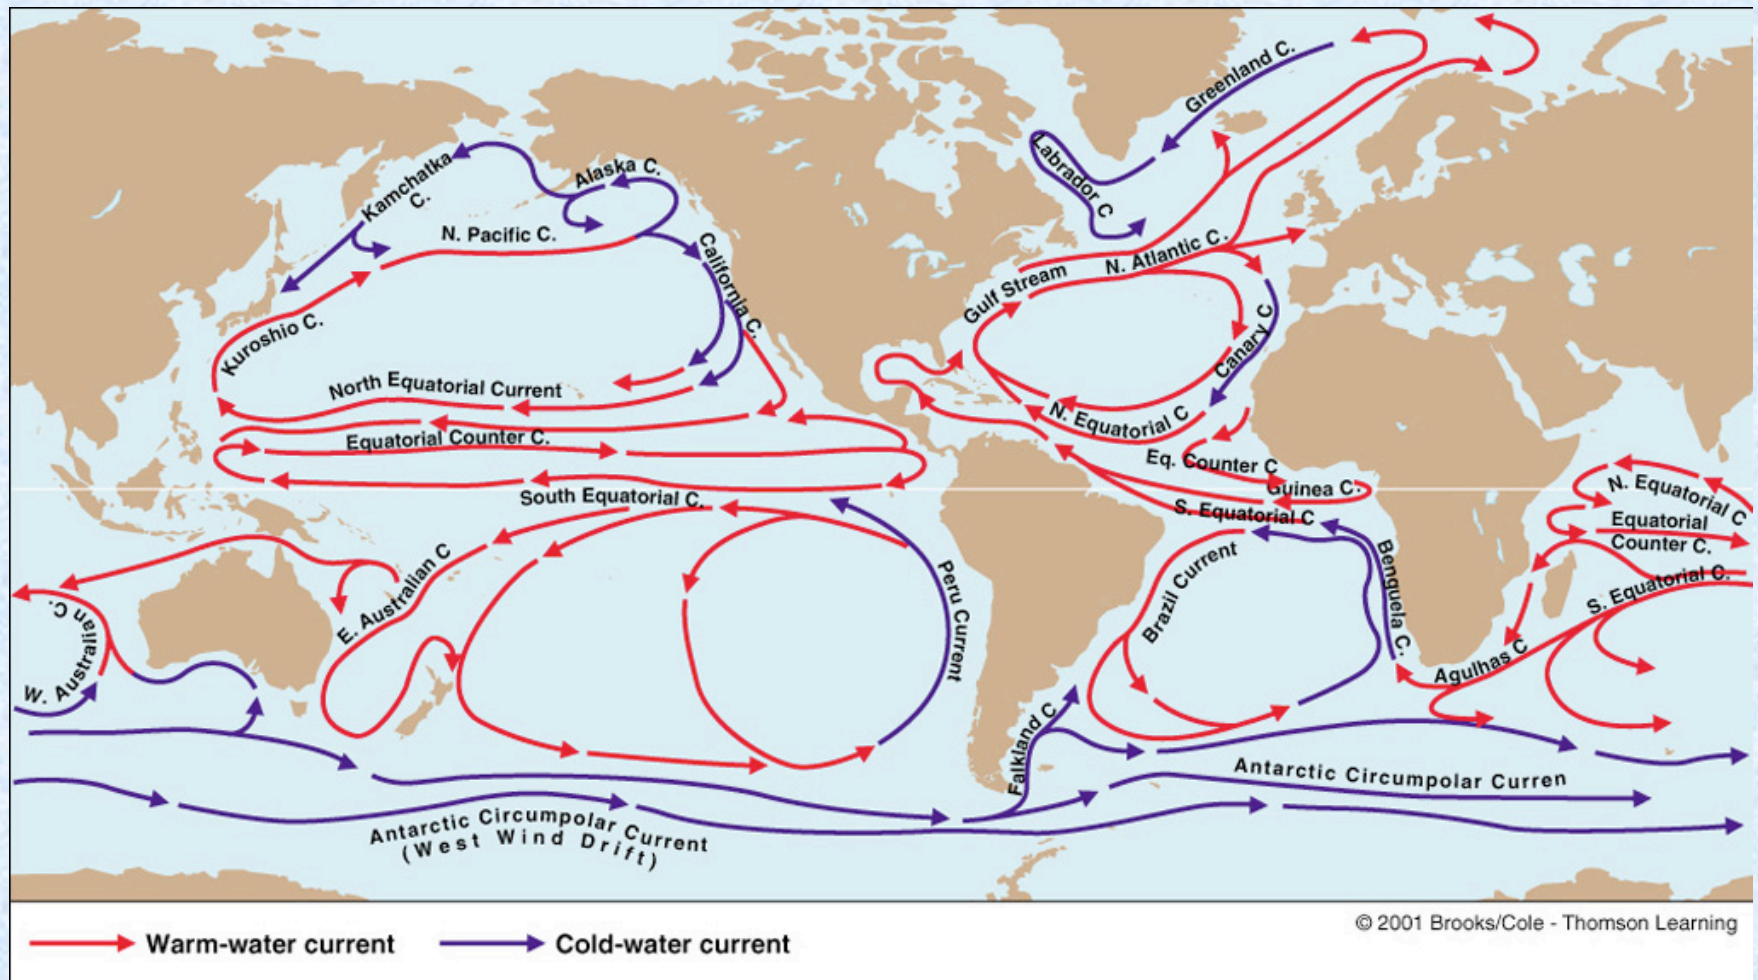 Greenland C.
Labrador C
Kamchatka
C.
Alaska C.
N. Pacific C.
California C.
Kuroshio C.
North Equatorial Current
Equatorial Counter C.
South Equatorial C.
Gulf Stream
N. Atlantic C.
Canary C
N. Equatorial C
Eq. Counter C
Guinea C.
S. Equatorial C
N. Equatorial C
Equatorial
Counter C.
S. Equatorial C.
E. Australian C
W. Australian C.
Peru Current
Brazil Current
Benguela C.
Agulhas C
Falkland C
Antarctic Circumpolar Curren
Antarctic Circumpolar Current
(West Wind Drift)
© 2001 Brooks/Cole - Thomson Learning
Warm-water current
Cold-water current